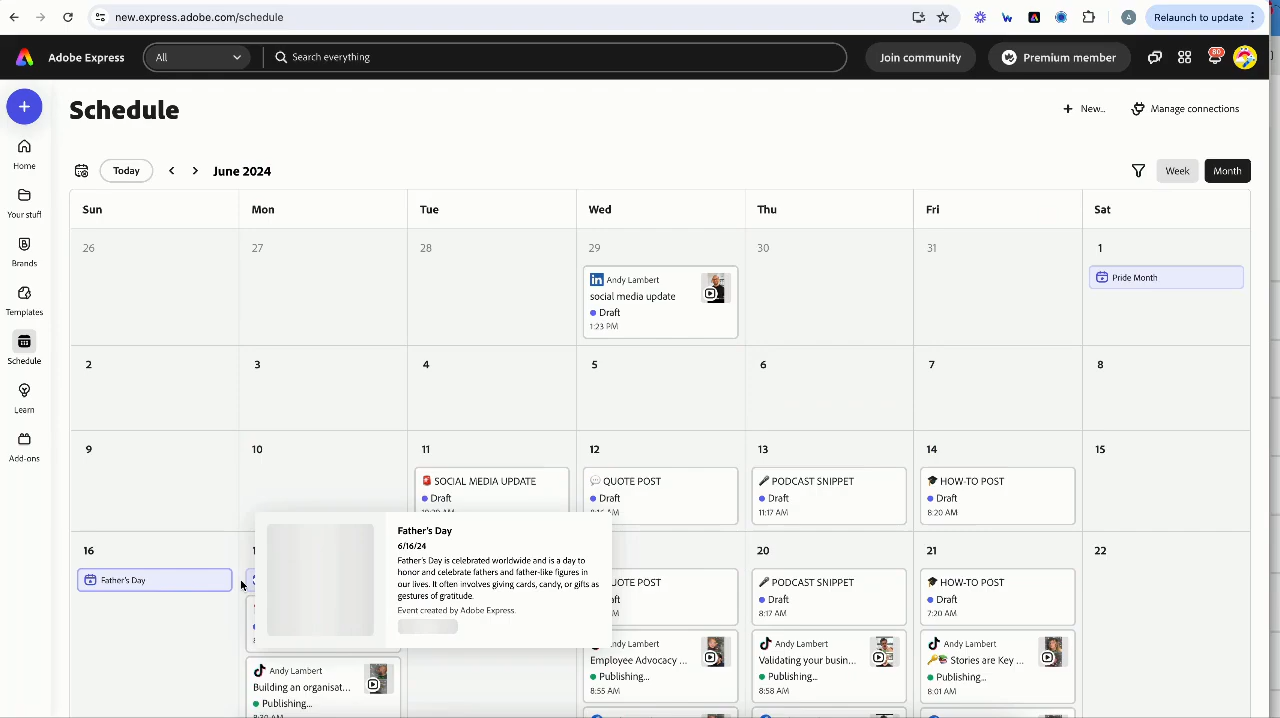 new.express.adobe.com/schedule
A
Relaunch to update
Adobe Express
All
Search everything
Join community
Premium member
80
Schedule
New..
Manage connections
Home
Your stuff
Brands
Templates
Schedule
Learn
Add-ons
Today
June 2024
Week
Month
Sun
Mon
Tue
Wed
Thu
Fri
Sat
26
27
28
29
30
31
1
in Andy Lambert
social media update
Draft
1:23 PM
Pride Month
2
3
4
5
6
7
8
9
10
11
12
13
14
15
SOCIAL MEDIA UPDATE
Draft
QUOTE POST
Draft
PODCAST SNIPPET
Draft
11:17 AM
HOW-TO POST
Draft
8:20 AM
16
Father's Day
Father's Day
6/16/24
Father's Day is celebrated worldwide and is a day to
honor and celebrate fathers and father-like figures in
our lives. It often involves giving cards, candy, or gifts as
gestures of gratitude.
Event created by Adobe Express.
20
21
22
PODCAST SNIPPET
Draft
8:17 AM
HOW-TO POST
Draft
7:20 AM
Andy Lambert
Building an organisat...
Publishing...
Andy Lambert
Employee Advocacy ...
Publishing...
8:55 AM
Andy Lambert
Validating your busin...
Publishing...
8:58 AM
Andy Lambert
🔑📚 Stories are Key ...
Publishing...
8:01 AM